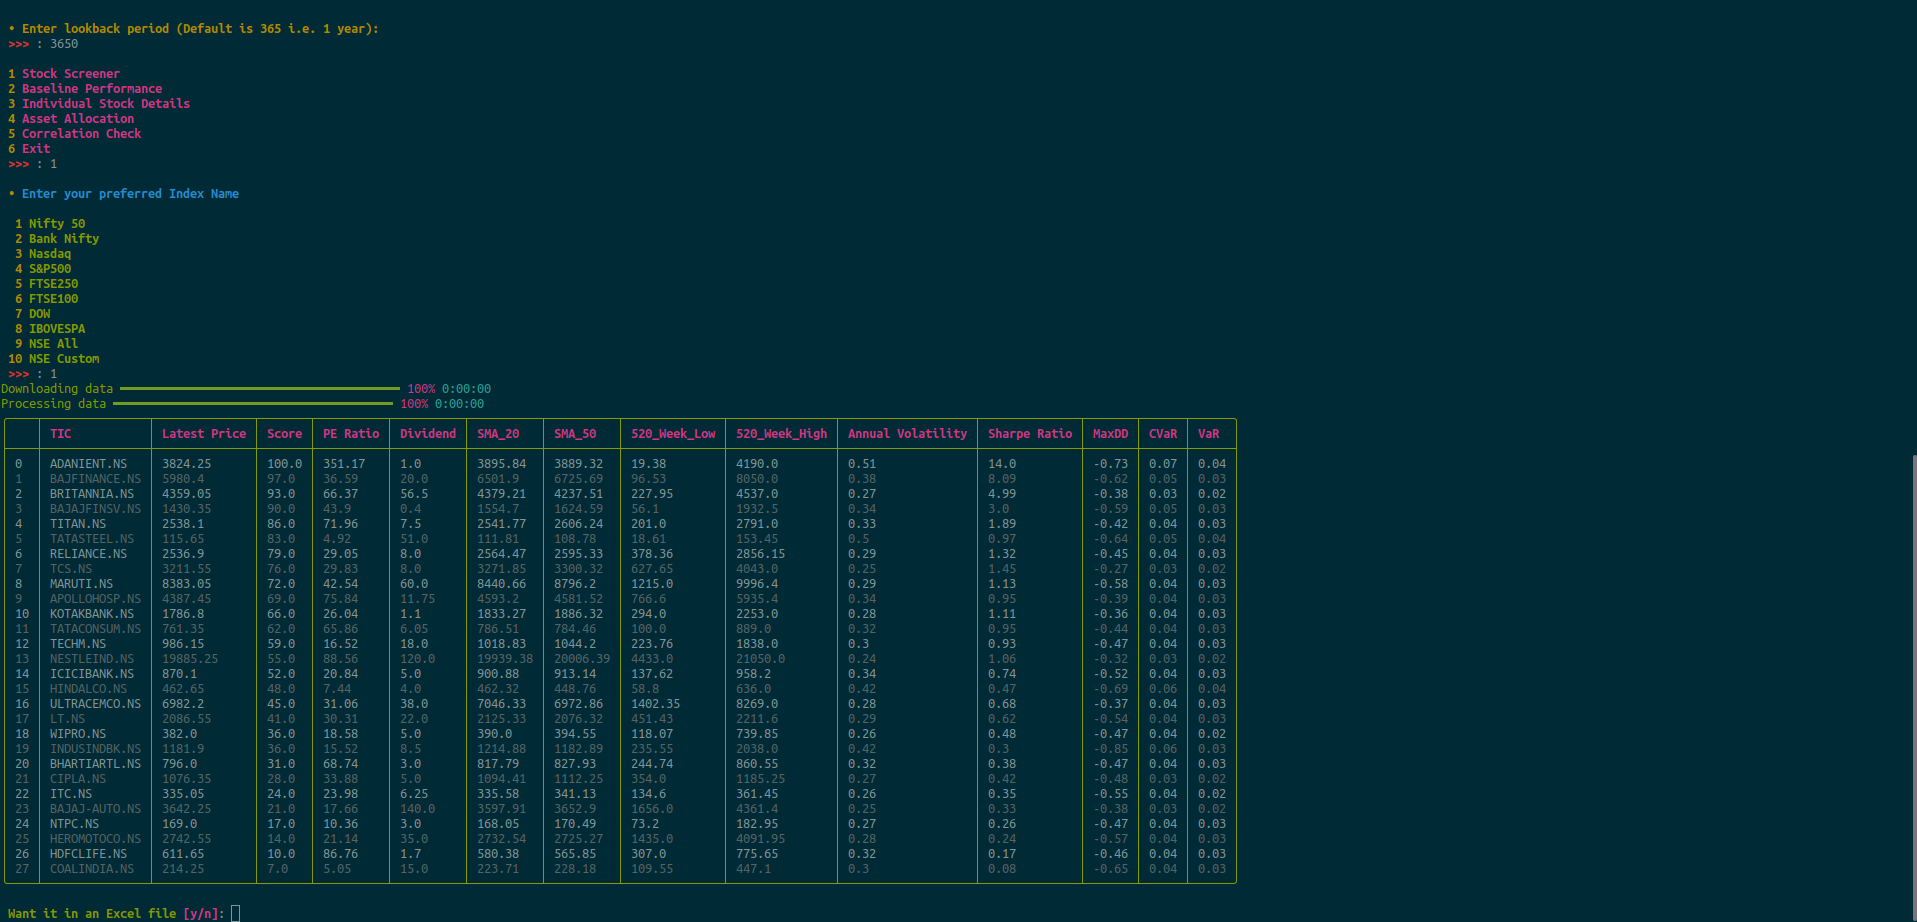 • Enter lookback period (Default is 365 i.e. 1 year):
>>> : 3650
1 Stock Screener
2 Baseline Performance
3 Individual Stock Details
4 Asset Allocation
5 Correlation Check
6 Exit
>>> : 1
• Enter your preferred Index Name
1 Nifty 50
2 Bank Nifty
3 Nasdaq
4 S&P500
5 FTSE250
6 FTSE100
7 DOW
8 IBOVESPA
9 NSE All
10 NSE Custom
>>> : 1
Downloading data 100% 0:00:00
Processing data 100% 0:00:00
TIC Latest Price Score PE Ratio Dividend SMA_20 SMA_50 520_Week_Low 520_Week_High Annual Volatility Sharpe Ratio MaxDD CVaR VaR
0 ADANIENT.NS 3824.25 100.0 351.17 1.0 3895.84 3889.32 19.38 4190.0 0.51 14.0 -0.73 0.07 0.04
1 BAJFINANCE.NS 5980.4 97.0 36.59 20.0 6501.9 6725.69 96.53 8050.0 0.38 8.09 -0.62 0.05 0.03
2 BRITANNIA.NS 4359.05 93.0 66.37 56.5 4379.21 4237.51 227.95 4537.0 0.27 4.99 -0.38 0.03 0.02
3 BAJAJFINSV.NS 1430.35 90.0 43.9 0.4 1554.7 1624.59 56.1 1932.5 0.34 3.0 -0.59 0.05 0.03
4 TITAN.NS 2538.1 86.0 71.96 7.5 2541.77 2606.24 201.0 2791.0 0.33 1.89 -0.42 0.04 0.03
5 TATASTEEL.NS 115.65 83.0 4.92 51.0 111.81 108.78 18.61 153.45 0.5 0.97 -0.64 0.05 0.04
6 RELIANCE.NS 2536.9 79.0 29.05 8.0 2564.47 2595.33 378.36 2856.15 0.29 1.32 -0.45 0.04 0.03
7 TCS.NS 3211.55 76.0 29.83 8.0 3271.85 3300.32 627.65 4043.0 0.25 1.45 -0.27 0.03 0.02
8 MARUTI.NS 8383.05 72.0 42.54 60.0 8440.66 8796.2 1215.0 9996.4 0.29 1.13 -0.58 0.04 0.03
9 APOLLOHOSP.NS 4387.45 69.0 75.84 11.75 4593.2 4581.52 766.6 5935.4 0.34 0.95 -0.39 0.04 0.03
10 KOTAKBANK.NS 1786.8 66.0 26.04 1.1 1833.27 1886.32 294.0 2253.0 0.28 1.11 -0.36 0.04 0.03
11 TATACONSUM.NS 761.35 62.0 65.86 6.05 786.51 784.46 100.0 889.0 0.32 0.95 -0.44 0.04 0.03
12 TECHM.NS 986.15 59.0 16.52 18.0 1018.83 1044.2 223.76 1838.0 0.3 0.93 -0.47 0.04 0.03
13 NESTLEIND.NS 19885.25 55.0 88.56 120.0 19939.38 20006.39 4433.0 21050.0 0.24 1.06 -0.32 0.03 0.02
14 ICICIBANK.NS 870.1 52.0 20.84 5.0 900.88 913.14 137.62 958.2 0.34 0.74 -0.52 0.04 0.03
15 HINDALCO.NS 462.65 48.0 7.44 4.0 462.32 448.76 58.8 636.0 0.42 0.47 -0.69 0.06 0.04
16 ULTRACEMCO.NS 6982.2 45.0 31.06 38.0 7046.33 6972.86 1402.35 8269.0 0.28 0.68 -0.37 0.04 0.03
17 LT.NS 2086.55 41.0 30.31 22.0 2125.33 2076.32 451.43 2211.6 0.29 0.62 -0.54 0.04 0.03
18 WIPRO.NS 382.0 36.0 18.58 5.0 390.0 394.55 118.07 739.85 0.26 0.48 -0.47 0.04 0.02
19 INDUSINDBK.NS 1181.9 36.0 15.52 8.5 1214.88 1182.89 235.55 2038.0 0.42 0.3 -0.85 0.06 0.03
20 BHARTIARTL.NS 796.0 31.0 68.74 3.0 817.79 827.93 244.74 860.55 0.32 0.38 -0.47 0.04 0.03
21 CIPLA.NS 1076.35 28.0 33.88 5.0 1094.41 1112.25 354.0 1185.25 0.27 0.42 -0.48 0.03 0.02
22 ITC.NS 335.05 24.0 23.98 6.25 335.58 341.13 134.6 361.45 0.26 0.35 -0.55 0.04 0.02
23 BAJAJ-AUTO.NS 3642.25 21.0 17.66 140.0 3597.91 3652.9 1656.0 4361.4 0.25 0.33 -0.38 0.03 0.02
24 NTPC.NS 169.0 17.0 10.36 3.0 168.05 170.49 73.2 182.95 0.27 0.26 -0.47 0.04 0.03
25 HEROMOTOCO.NS 2742.55 14.0 21.14 35.0 2732.54 2725.27 1435.0 4091.95 0.28 0.24 -0.57 0.04 0.03
26 HDFCLIFE.NS 611.65 10.0 86.76 1.7 580.38 565.85 307.0 775.65 0.32 0.17 -0.46 0.04 0.03
27 COALINDIA.NS 214.25 7.0 5.05 15.0 223.71 228.18 109.55 447.1 0.3 0.08 -0.65 0.04 0.03
Want it in an Excel file [y/n]: